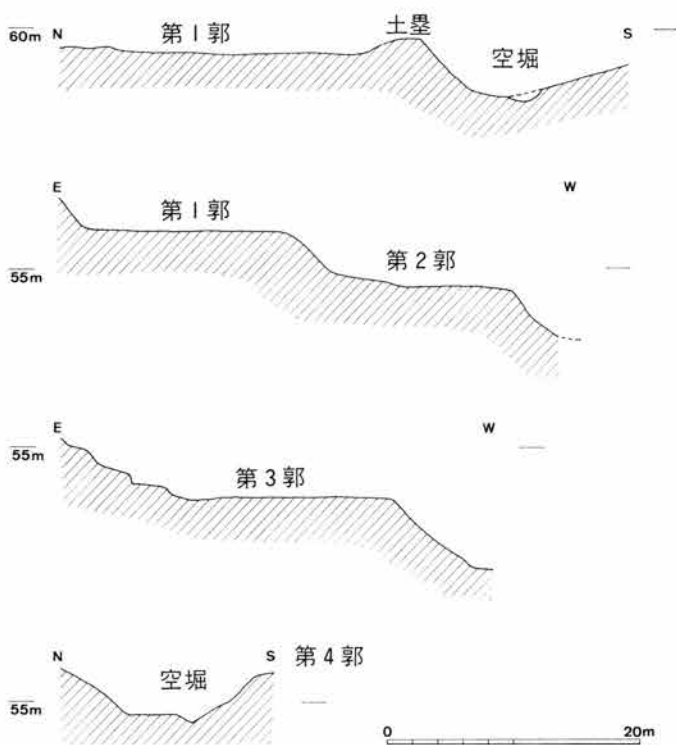 60m N 第1郭 土塁 空堀 S
E 第1郭 W
55m 第2郭
E W
55m 第3郭
N 空堀 S 第4郭
55m
0 20m